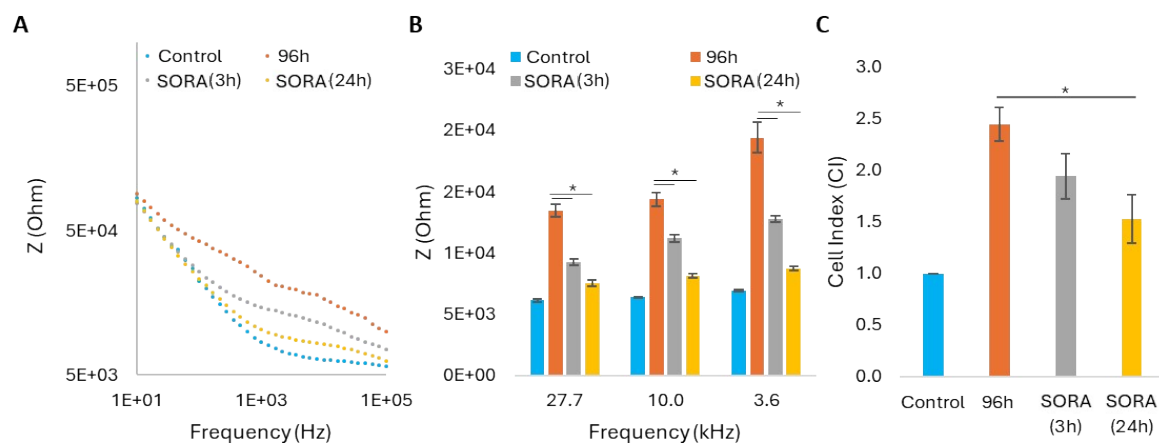 A
Control
96h
SORA (3h)
SORA (24h)
5E+05
5E+04
5E+03
Z (Ohm)
1E+01
1E+03
1E+05
Frequency (Hz)
B
Control
96h
SORA (3h)
SORA (24h)
3E+04
2E+04
2E+04
1E+04
5E+03
0E+00
Z (Ohm)
*
*
*
27.7
10.0
3.6
Frequency (kHz)
C
3.0
2.5
2.0
1.5
1.0
0.5
0.0
Cell Index (CI)
*
Control
96h
SORA
(3h)
SORA
(24h)